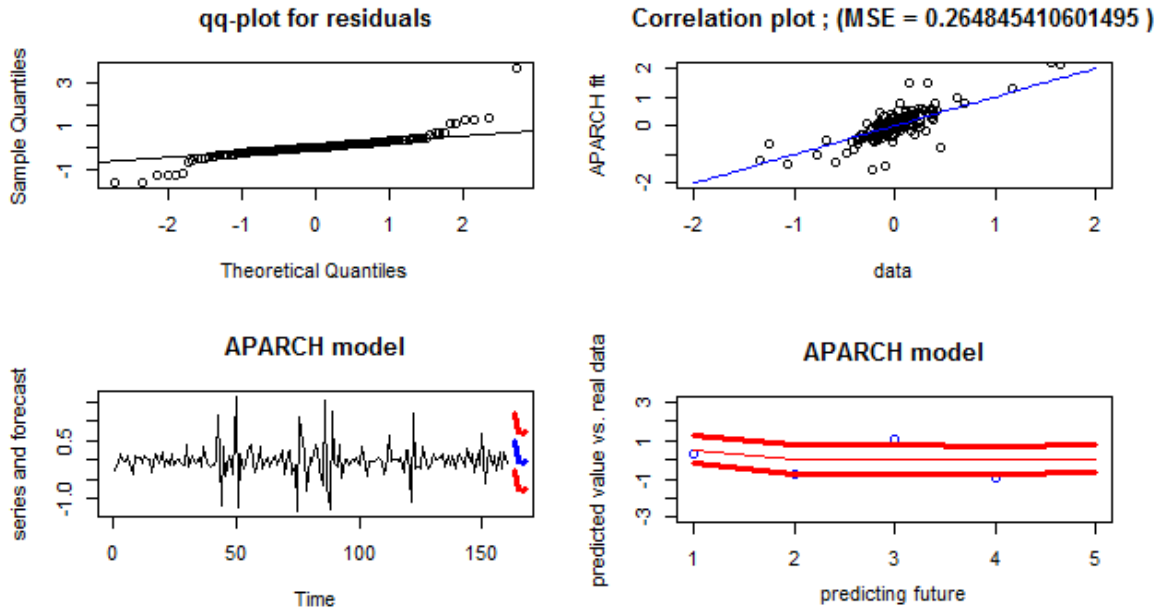 qq-plot for residuals
Sample Quantiles
3
1
-1
-2
-1
0
1
2
Theoretical Quantiles
Correlation plot ; (MSE = 0.264845410601495 )
APARCH fit
2
0
-2
-2
-1
0
1
2
data
APARCH model
series and forecast
0.5
-1.0
0
50
100
150
Time
APARCH model
predicted value vs. real data
3
1
-1
-3
1
2
3
4
5
predicting future